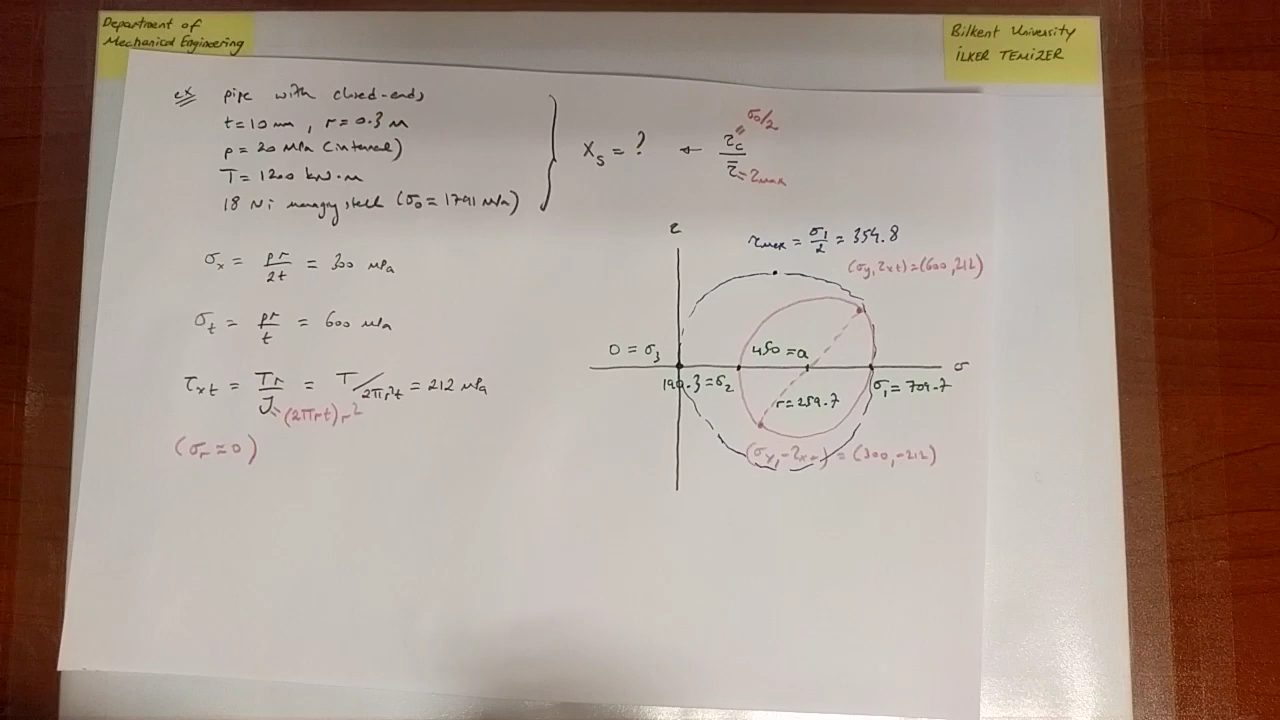 Department of
Mechanical Engineering
Bilkent University
İLKER TEMİZER
ex pipe with closed-ends
t = 10 mm , r = 0.3 m
p = 20 MPa (internal)
T = 1200 kN·m
18 Ni maraging steel (σ₀ = 1791 MPa)
X_s = ? ← τ_c / τ̄
τ_c = σ₀/2
τ̄ = τ_max
σ_x = pr/2t = 300 MPa
σ_t = pr/t = 600 MPa
τ_xt = Tr/J = T/2πr²t = 212 MPa
J = (2πrt)r²
(σ_r ≈ 0)
τ
τ_max = σ₁/2 = 354.8
(σ_y, τ_xt) = (600, 212)
0 = σ₃
450 = a
σ
190.3 = σ₂
σ₁ = 709.7
r = 259.7
= (300, -212)